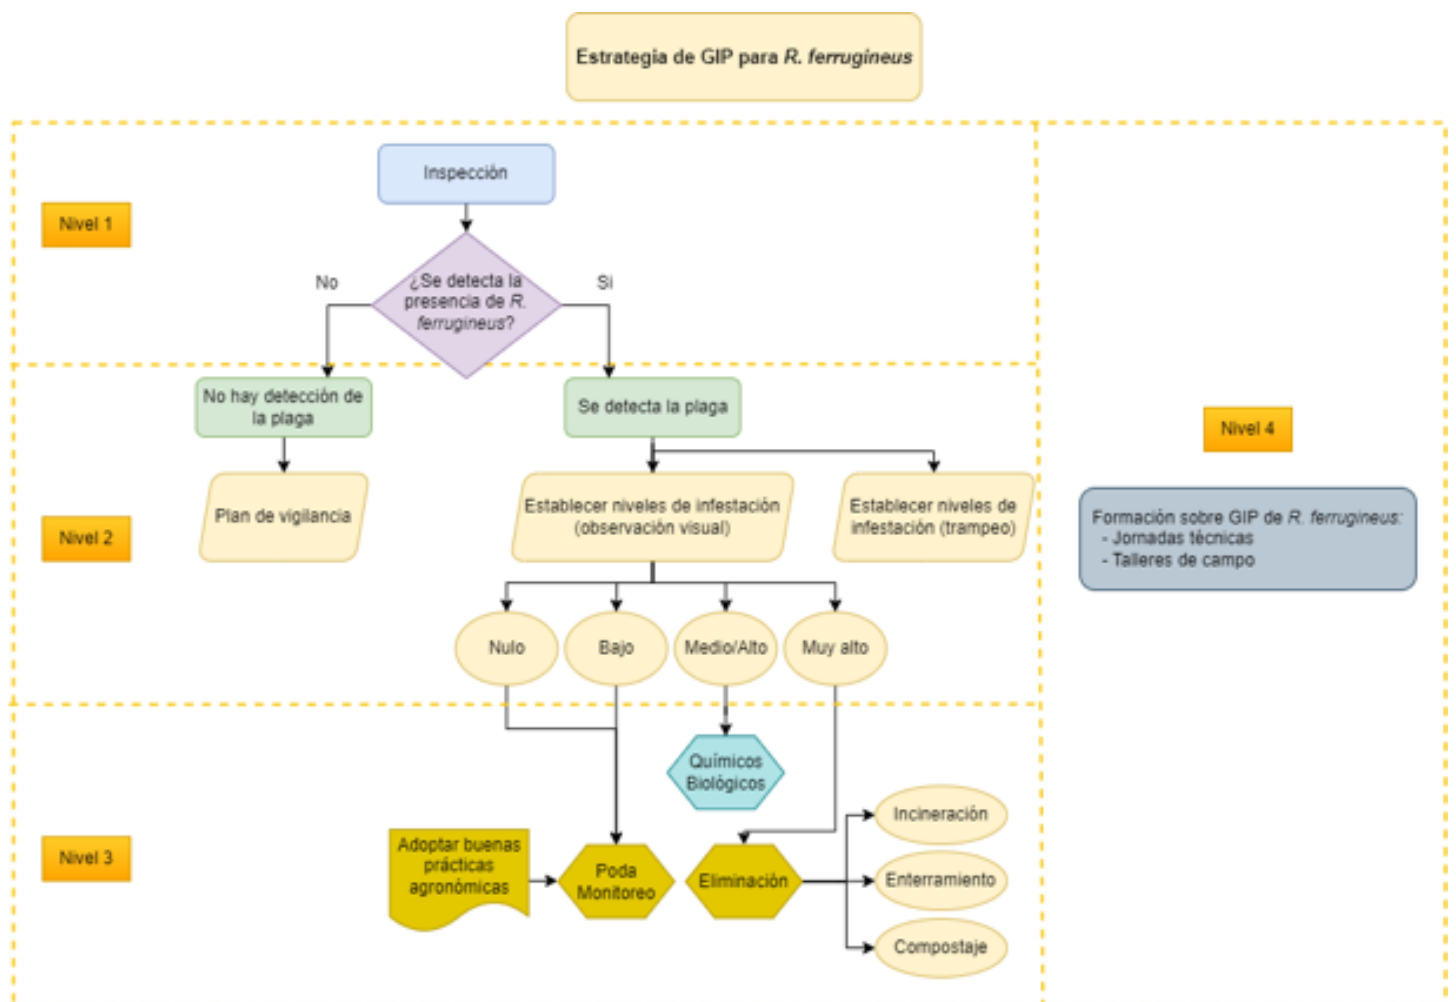 Estrategia de GIP para R. ferrugineus
Inspección
Nivel 1
No
¿Se detecta la
presencia de R.
ferrugineus?
Si
No hay detección de
la plaga
Se detecta la plaga
Nivel 4
Plan de vigilancia
Establecer niveles de infestación
(observación visual)
Establecer niveles de
infestación (trampeo)
Nivel 2
Formación sobre GIP de R. ferrugineus:
- Jornadas técnicas
- Talleres de campo
Nulo
Bajo
Medio/Alto
Muy alto
Químicos
Biológicos
Nivel 3
Adoptar buenas
prácticas
agronómicas
Poda
Monitoreo
Eliminación
Incineración
Enterramiento
Compostaje